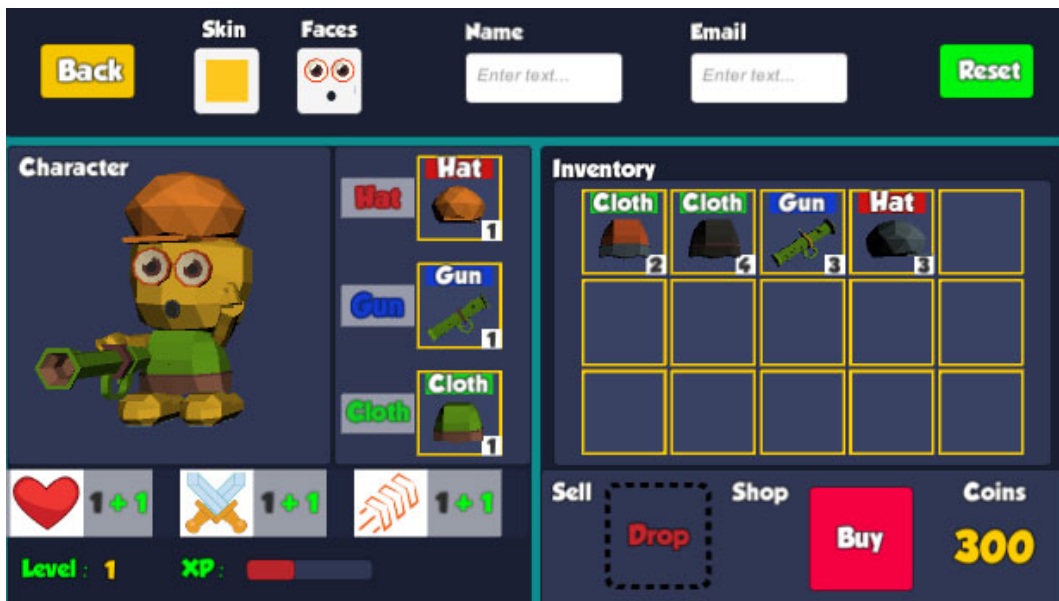 Skin Faces Name Email
Back Enter text... Enter text... Reset
Character
Hat Hat 1
Gun Gun 1
Cloth Cloth 1
Inventory
Cloth Cloth Gun Hat
2 4 3 3
1 +1 1 +1 1 +1
Level : 1 XP :
Sell Shop Coins
Drop Buy 300